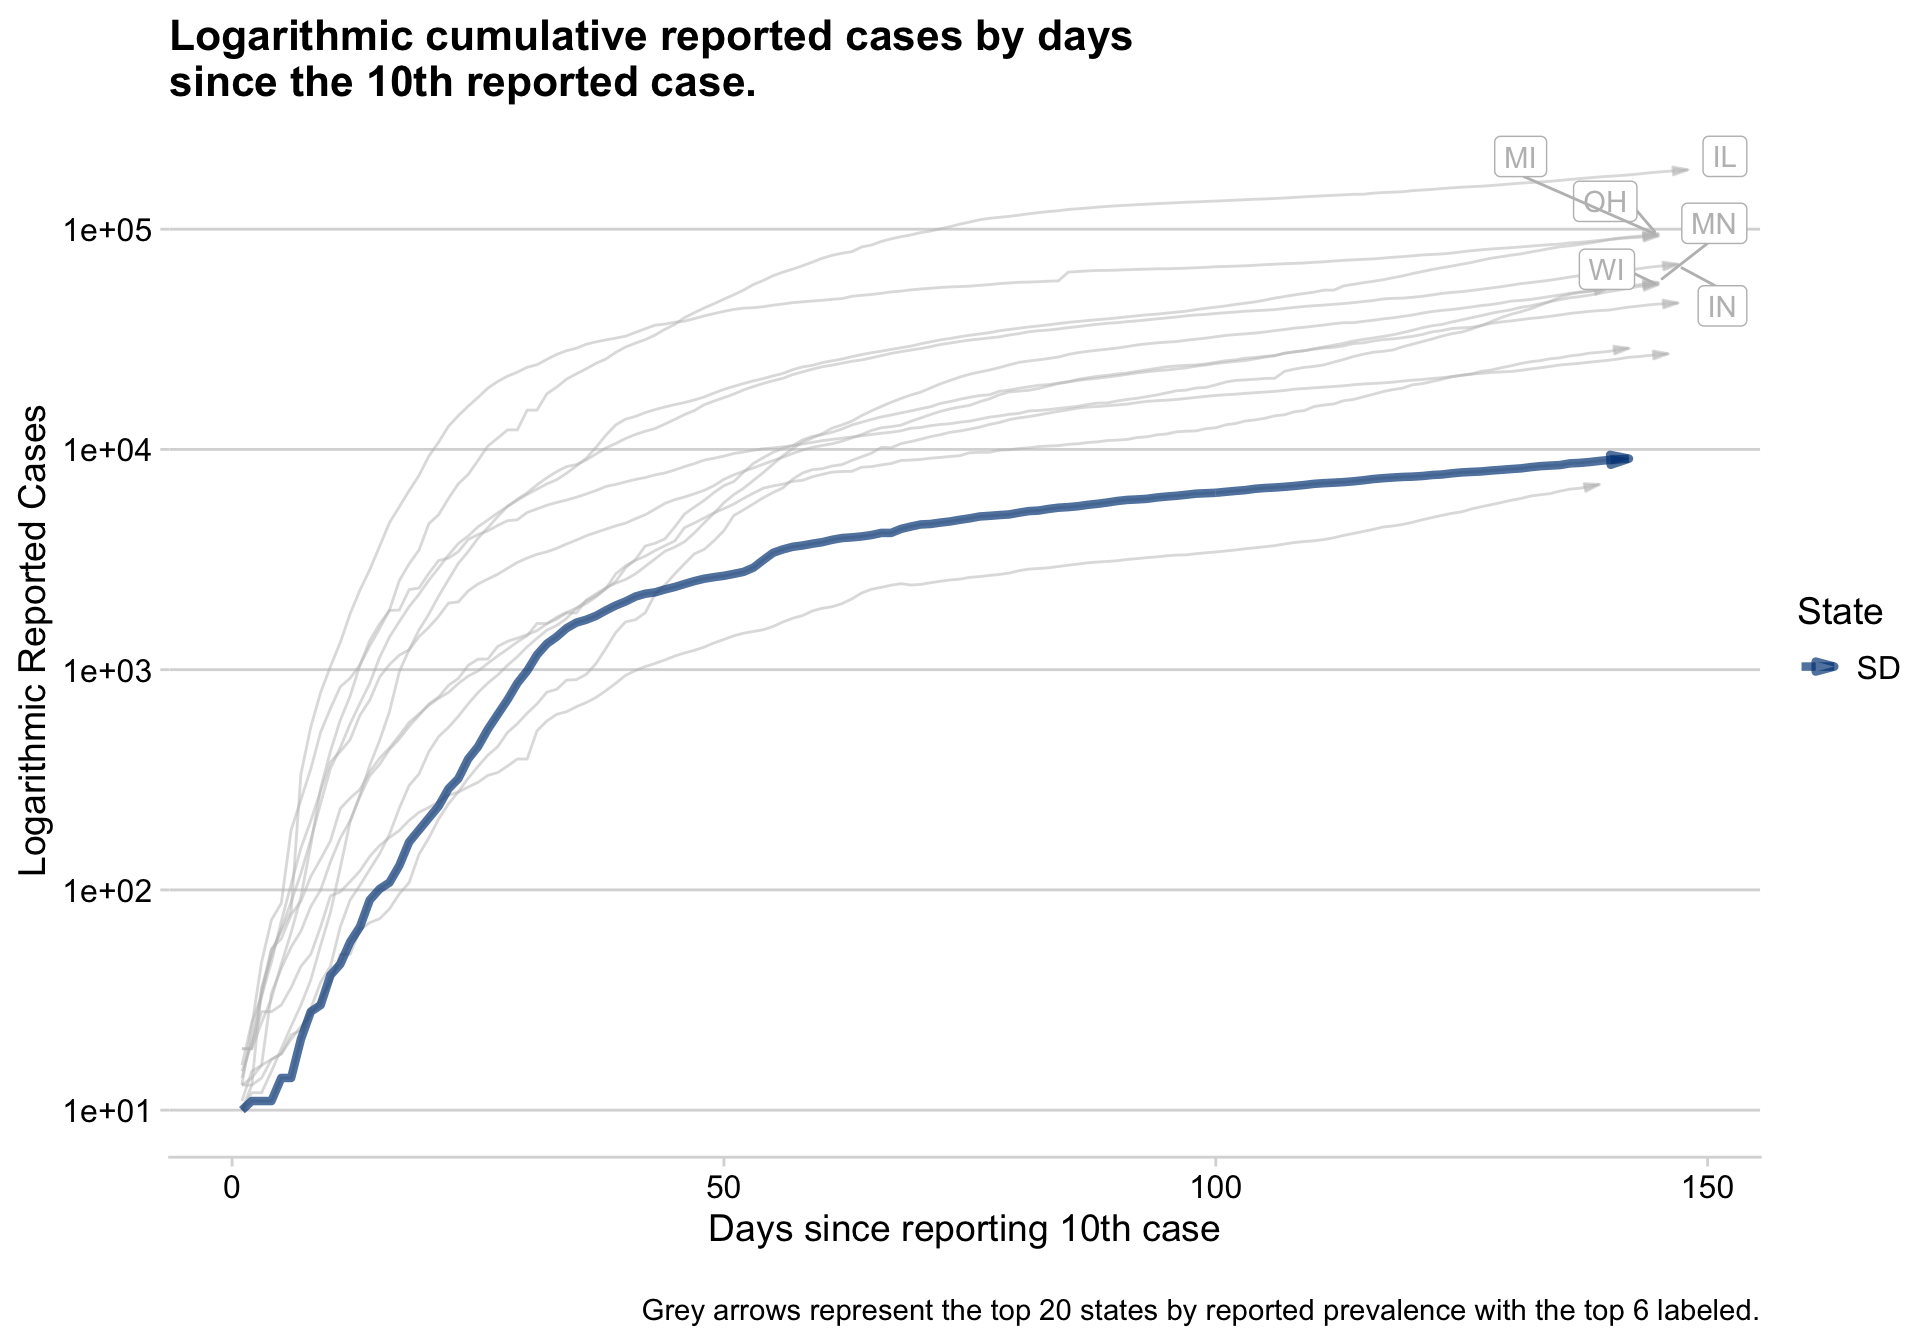 Logarithmic cumulative reported cases by days
since the 10th reported case.
MI
IL
OH
MN
WI
IN
1e+05
1e+04
1e+03
1e+02
1e+01
Logarithmic Reported Cases
0 50 100 150
Days since reporting 10th case
State
SD
Grey arrows represent the top 20 states by reported prevalence with the top 6 labeled.